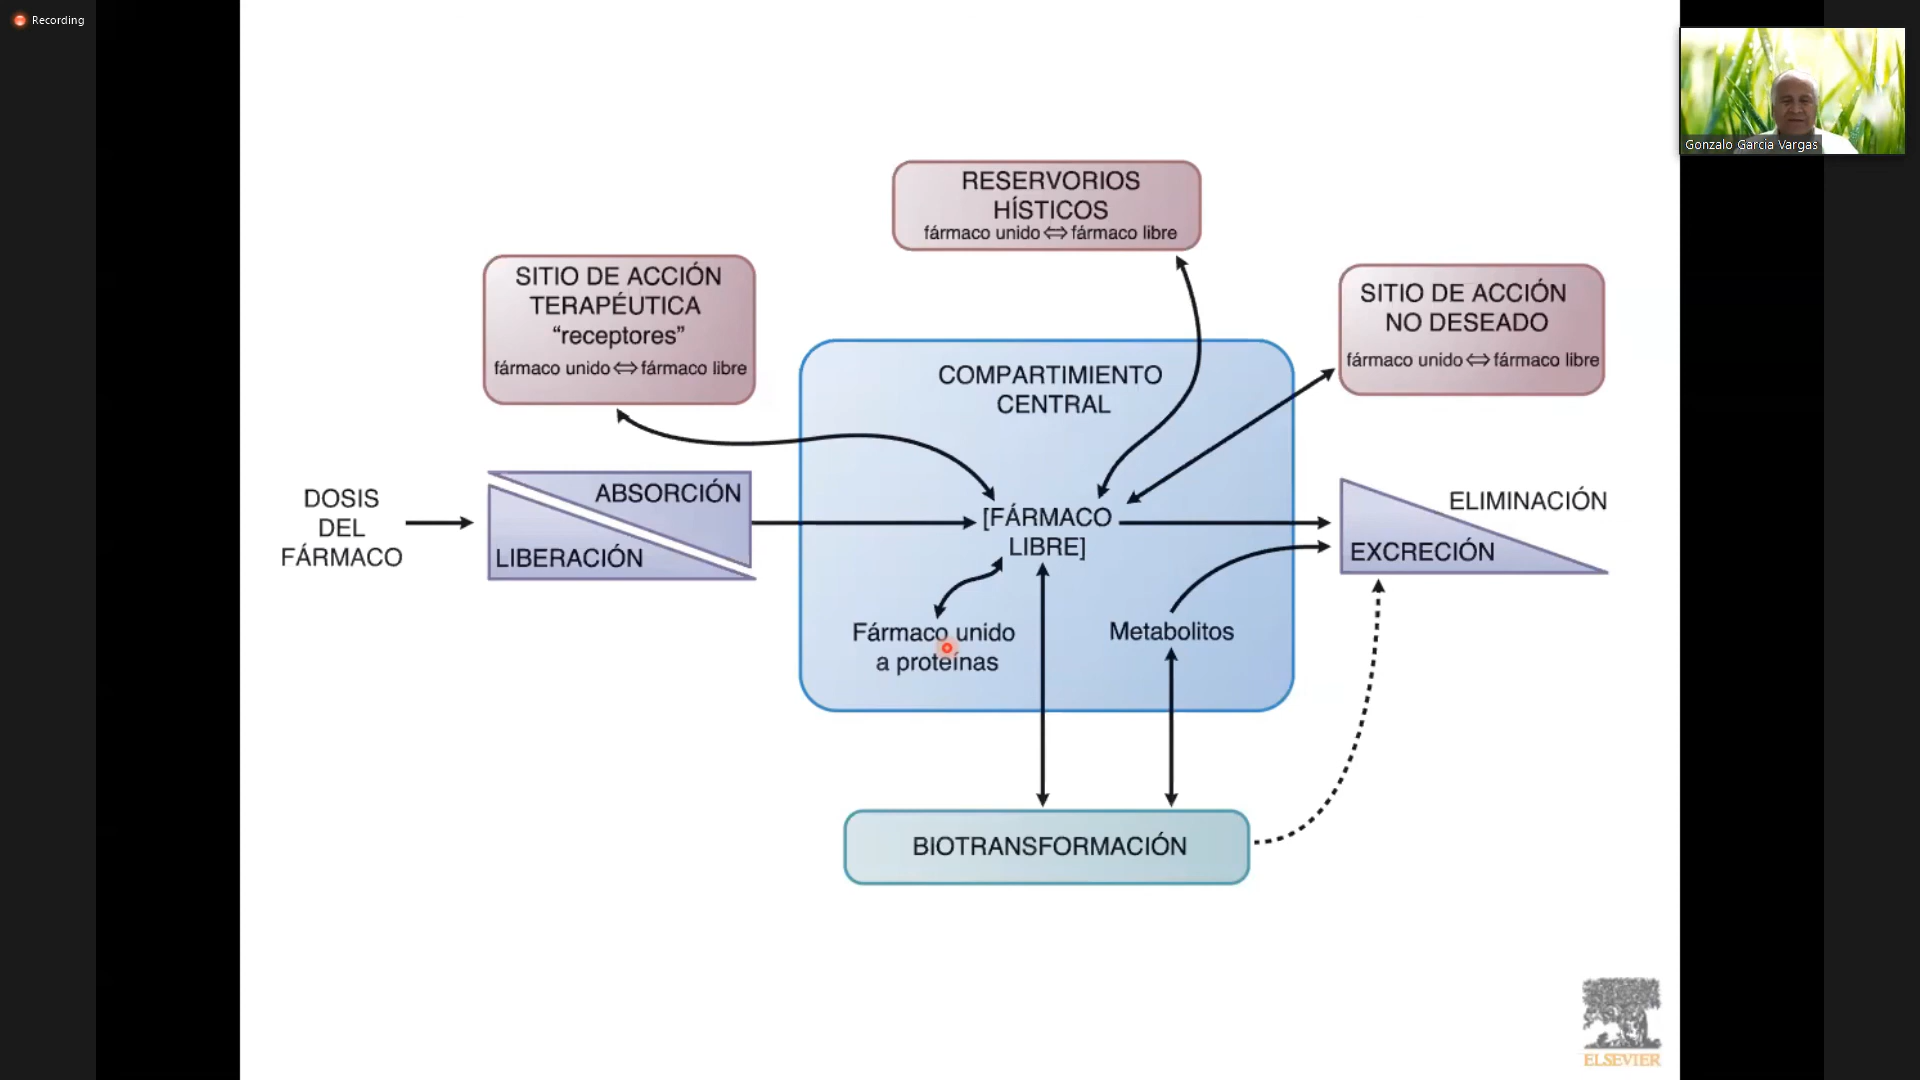 Recording
Gonzalo Garcia Vargas
RESERVORIOS
HÍSTICOS
fármaco unido ⇔ fármaco libre
SITIO DE ACCIÓN
TERAPÉUTICA
“receptores”
fármaco unido ⇔ fármaco libre
SITIO DE ACCIÓN
NO DESEADO
fármaco unido ⇔ fármaco libre
COMPARTIMIENTO
CENTRAL
DOSIS
DEL
FÁRMACO
ABSORCIÓN
LIBERACIÓN
[FÁRMACO
LIBRE]
ELIMINACIÓN
EXCRECIÓN
Fármaco unido
a proteínas
Metabolitos
BIOTRANSFORMACIÓN
ELSEVIER